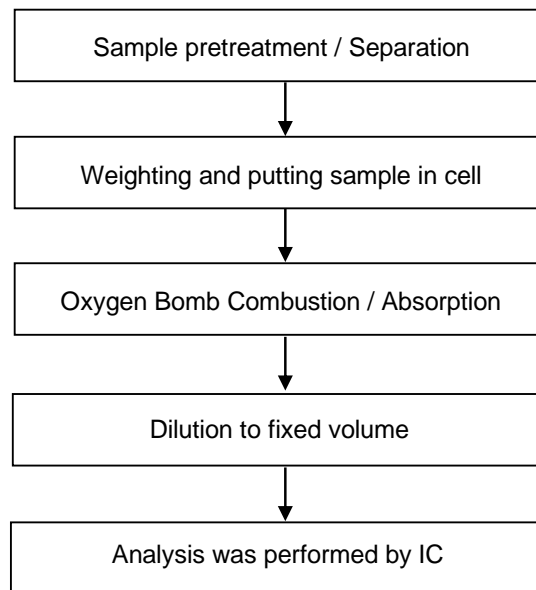 Sample pretreatment / Separation
Weighting and putting sample in cell
Oxygen Bomb Combustion / Absorption
Dilution to fixed volume
Analysis was performed by IC